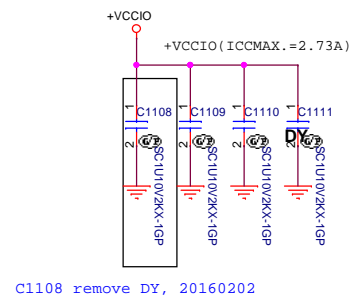 +VCCIO
+VCCIO(ICCMAX.=2.73A)
C1108 C1109 C1110 C1111
1 1 1 1
DY
2 2 2 2
SC1U10V2KX-1GP SC1U10V2KX-1GP SC1U10V2KX-1GP SC1U10V2KX-1GP
C1108 remove DY, 20160202